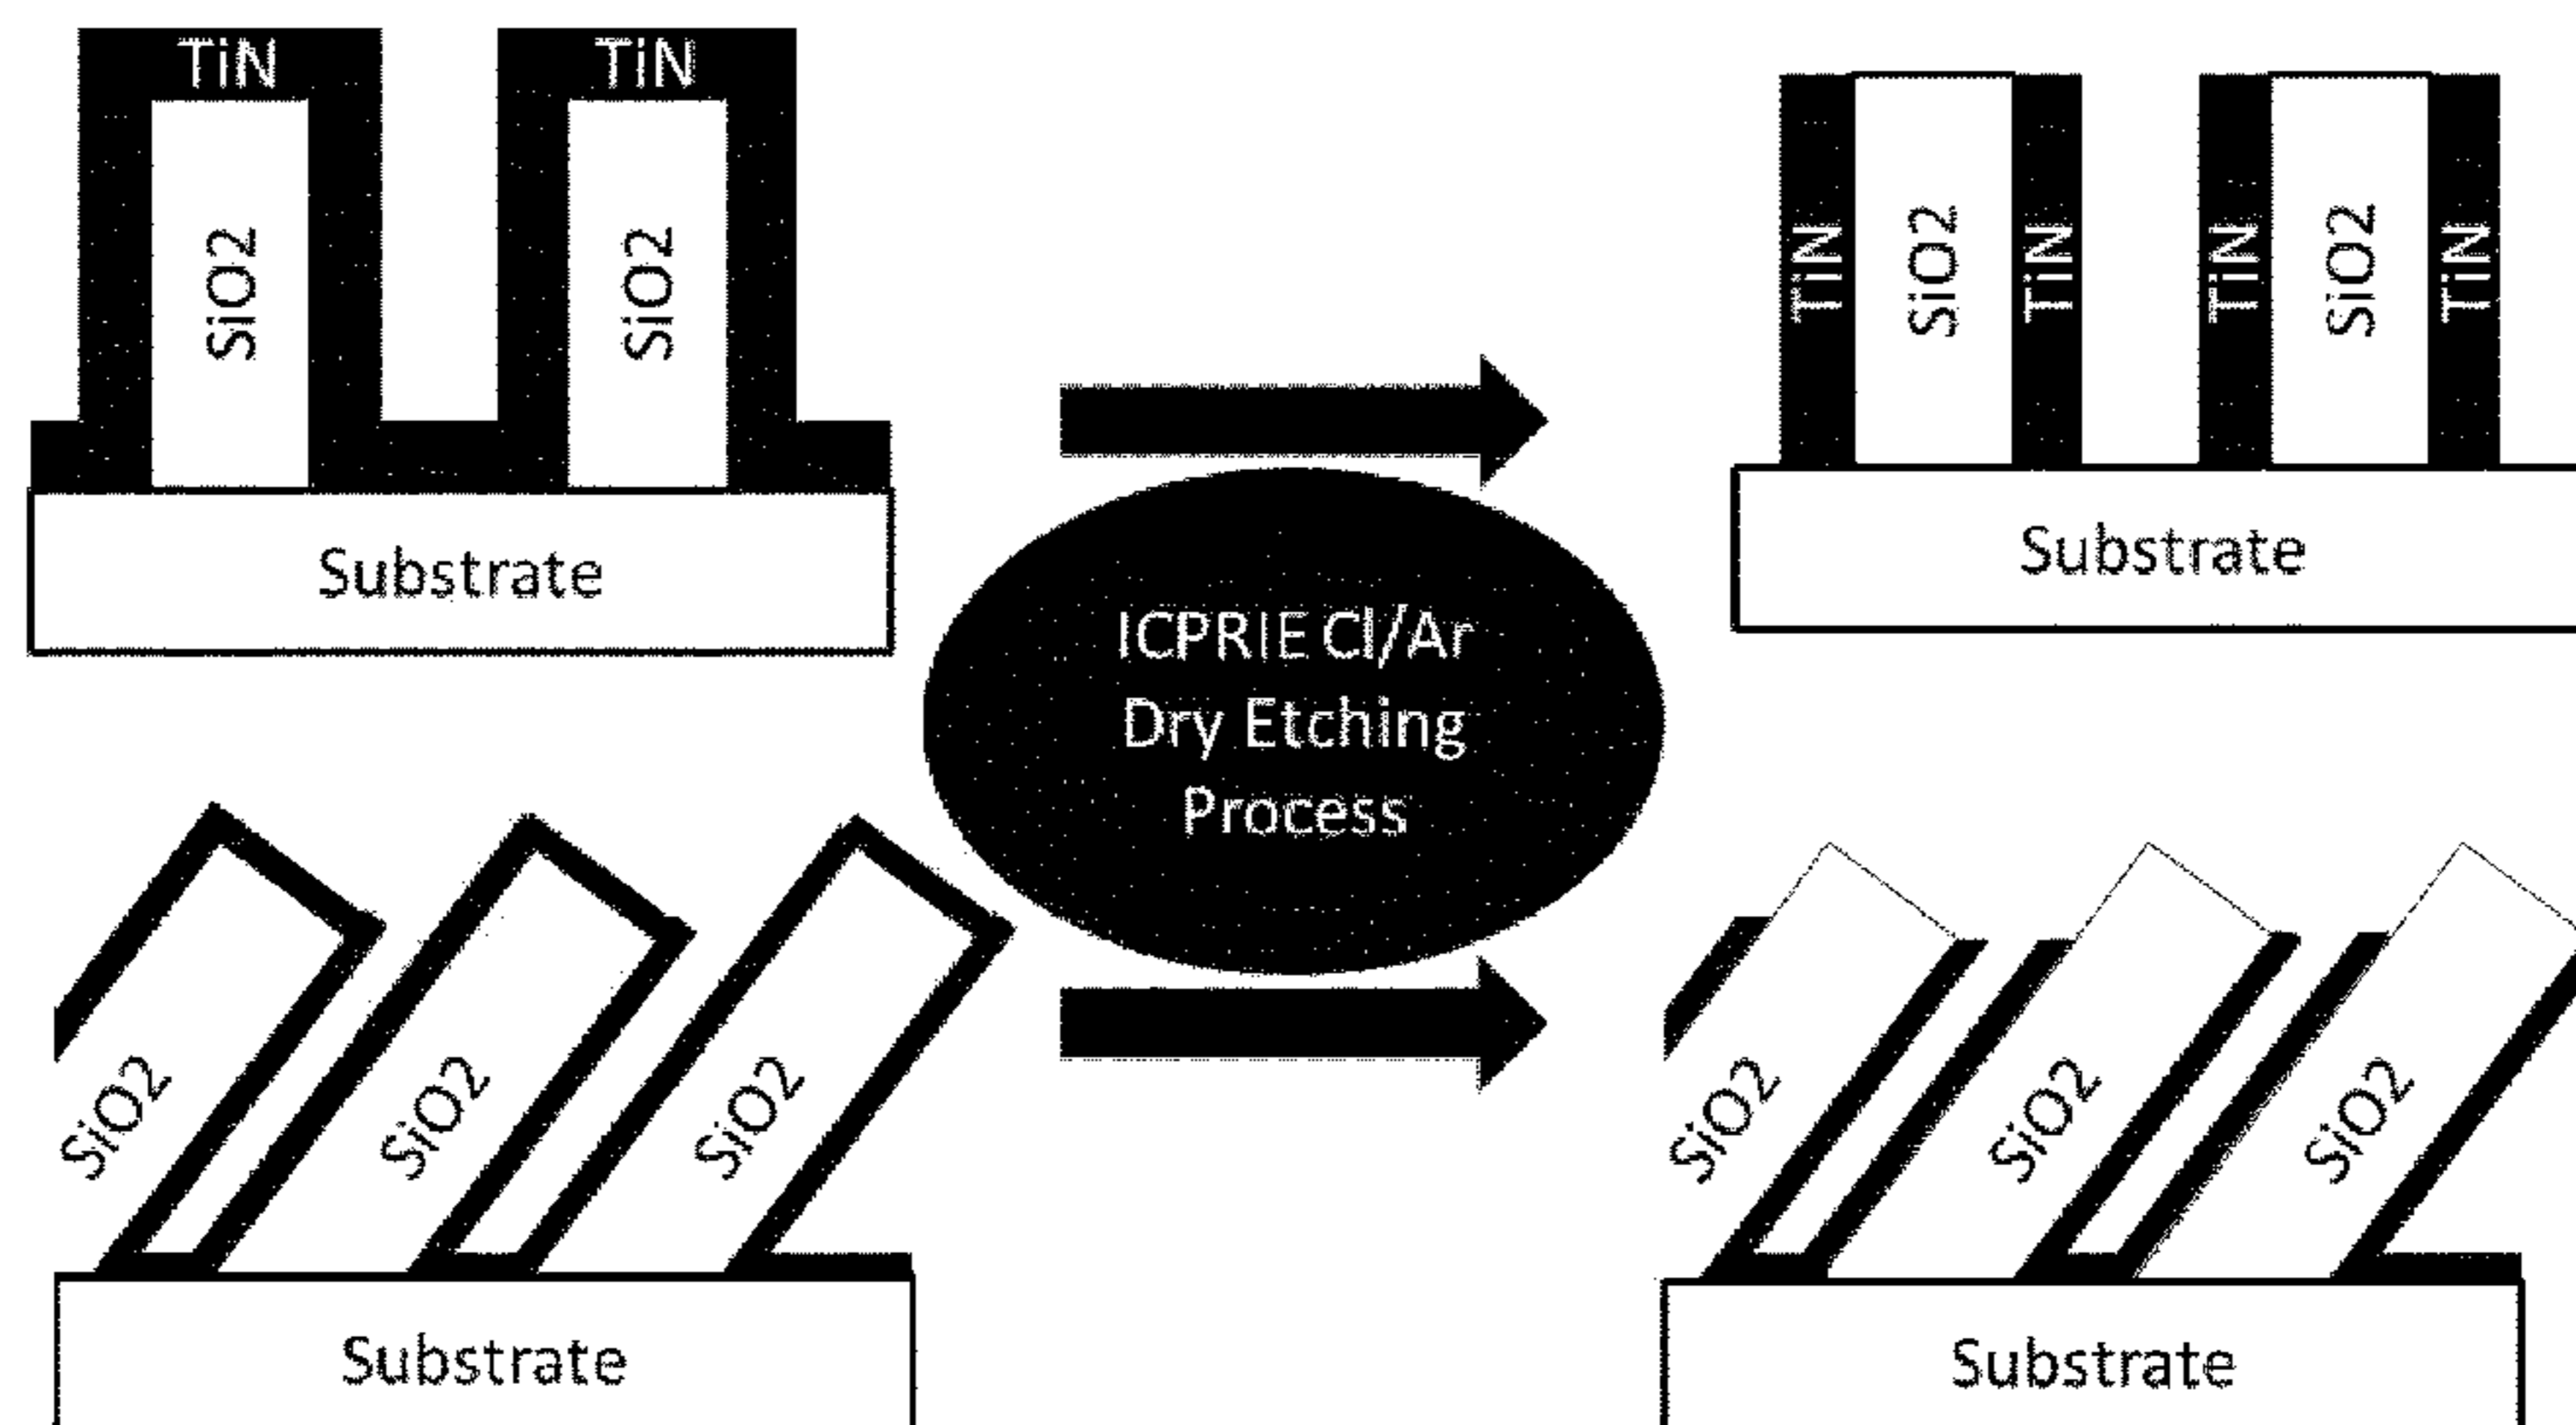 TiN
TiN
SiO2
SiO2
Substrate
TiN
SiO2
TiN
TiN
SiO2
TiN
Substrate
ICPRIE Cl/Ar
Dry Etching
Process
SiO2
SiO2
SiO2
Substrate
SiO2
SiO2
SiO2
Substrate